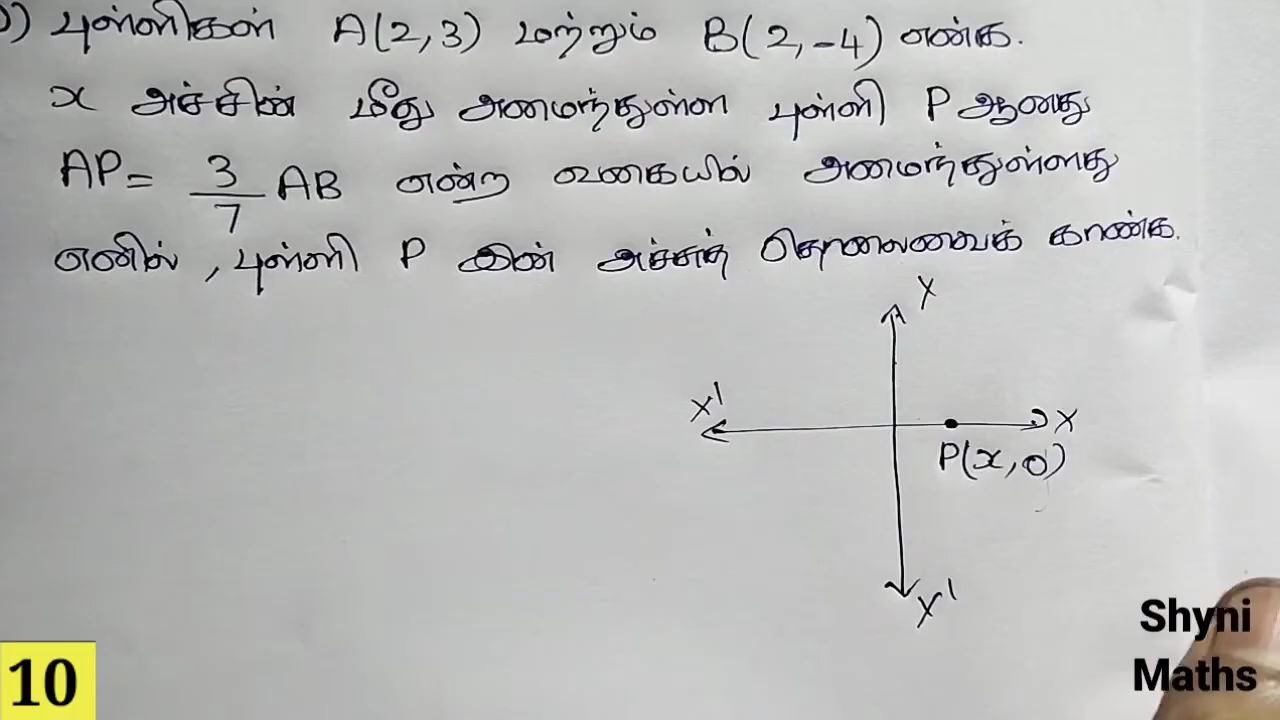 ) புள்ளிகள் A(2,3) மற்றும் B(2,-4) என்க.
x அச்சின் மீது அமைந்துள்ள புள்ளி P ஆனது
AP = 3/7 AB என்ற வகையில் அமைந்துள்ளது
எனில், புள்ளி P இன் அச்சுத் தொலைவைக் காண்க.
Y
X' X
P(x,0)
Y'
Shyni
Maths
10